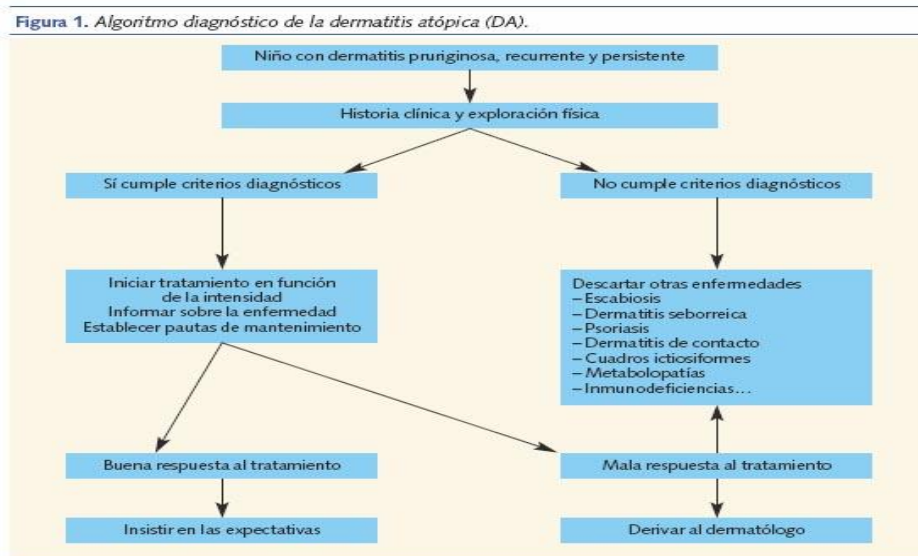 Figura 1. Algoritmo diagnóstico de la dermatitis atópica (DA).
Niño con dermatitis pruriginosa, recurrente y persistente
Historia clínica y exploración física
Sí cumple criterios diagnósticos
No cumple criterios diagnósticos
Iniciar tratamiento en función
de la intensidad
Informar sobre la enfermedad
Establecer pautas de mantenimiento
Descartar otras enfermedades
– Escabiosis
– Dermatitis seborreica
– Psoriasis
– Dermatitis de contacto
– Cuadros ictiosiformes
– Metabolopatías
– Inmunodeficiencias...
Buena respuesta al tratamiento
Mala respuesta al tratamiento
Insistir en las expectativas
Derivar al dermatólogo